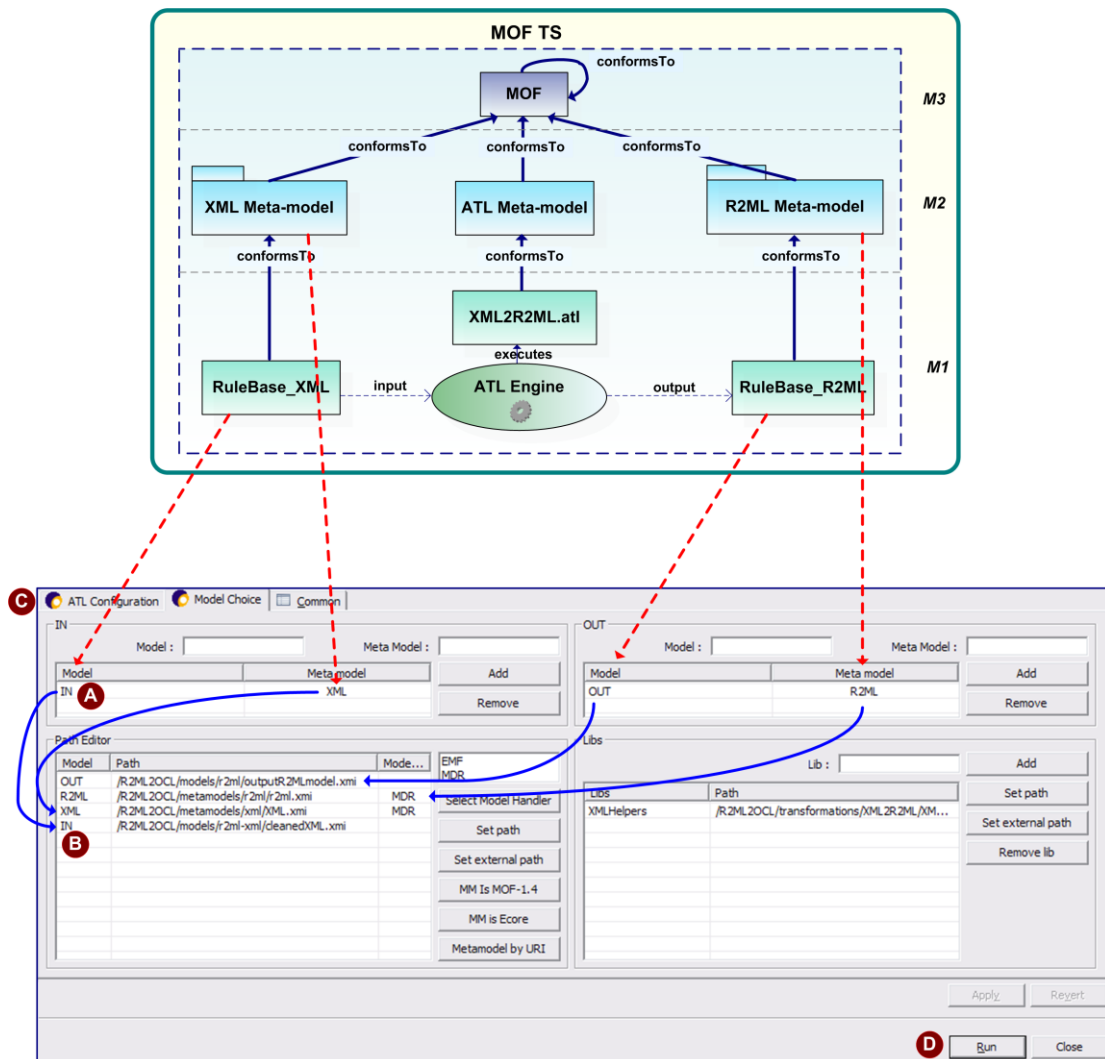 MOF TS
conformsTo
MOF
M3
conformsTo conformsTo conformsTo
XML Meta-model ATL Meta-model R2ML Meta-model M2
conformsTo conformsTo conformsTo
XML2R2ML.atl
executes
RuleBase_XML input ATL Engine output RuleBase_R2ML M1
C ATL Configuration Model Choice Common
IN OUT
Model : Meta Model : Model : Meta Model :
Model Meta model Add Model Meta model Add
IN A XML OUT R2ML
Remove Remove
Path Editor Libs
Model Path Mode... EMF Lib : Add
OUT /R2ML2OCL/models/r2ml/outputR2MLmodel.xmi MDR
R2ML /R2ML2OCL/metamodels/r2ml/r2ml.xmi MDR Select Model Handler Libs Path Set path
XML /R2ML2OCL/metamodels/xml/XML.xmi MDR XMLHelpers /R2ML2OCL/transformations/XML2R2ML/XM...
IN /R2ML2OCL/models/r2ml-xml/cleanedXML.xmi Set path Set external path
B
Set external path Remove lib
MM Is MOF-1.4
MM is Ecore
Metamodel by URI
Apply Revert
D Run Close